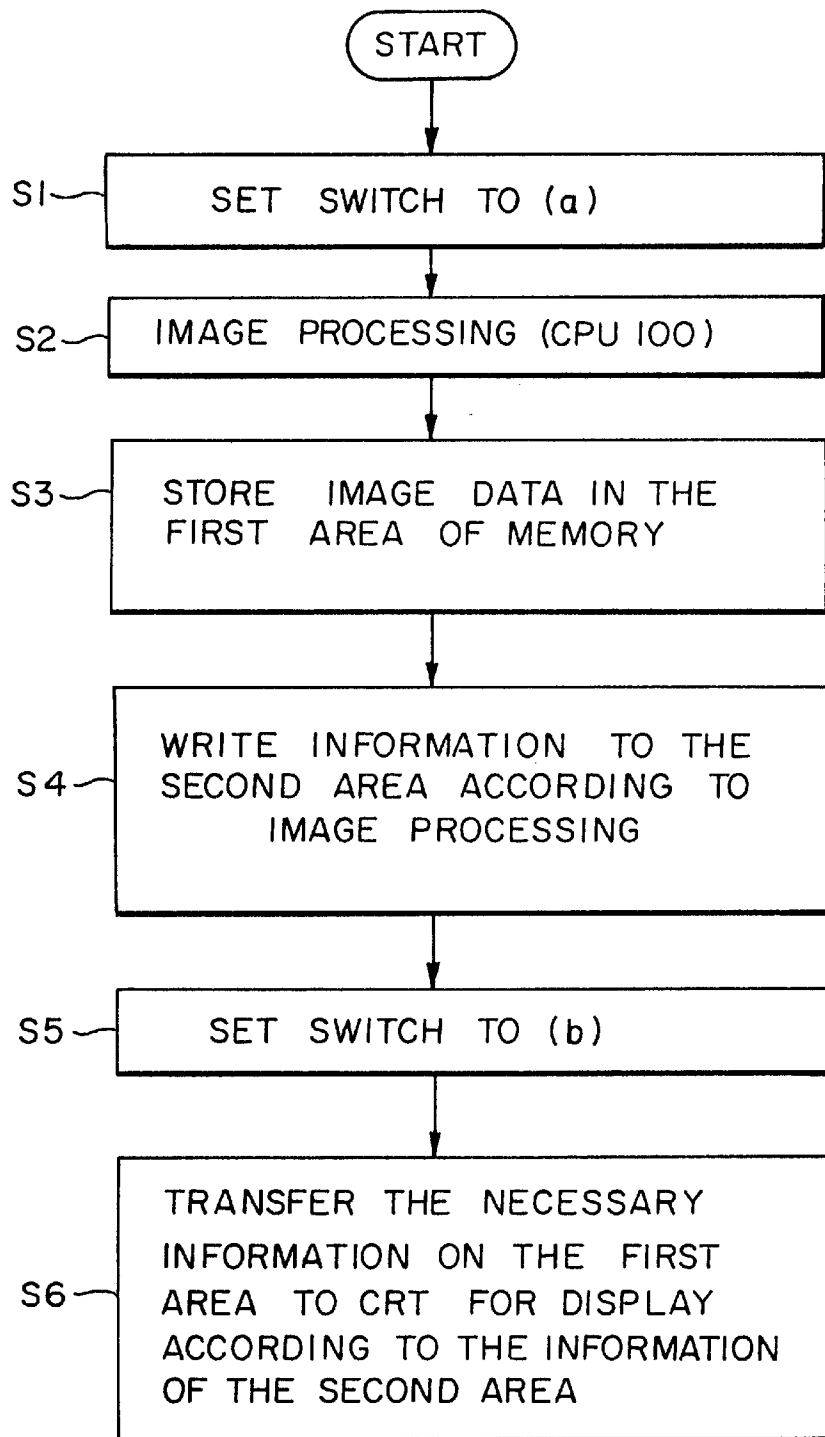 START
S1
SET SWITCH TO (a)
S2
IMAGE PROCESSING (CPU 100)
S3
STORE IMAGE DATA IN THE
FIRST AREA OF MEMORY
S4
WRITE INFORMATION TO THE
SECOND AREA ACCORDING TO
IMAGE PROCESSING
S5
SET SWITCH TO (b)
S6
TRANSFER THE NECESSARY
INFORMATION ON THE FIRST
AREA TO CRT FOR DISPLAY
ACCORDING TO THE INFORMATION
OF THE SECOND AREA